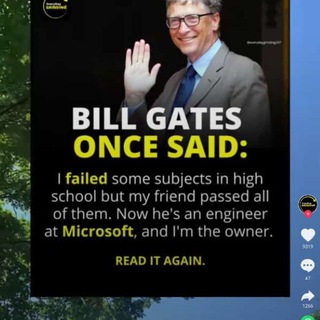 BILL GATES
ONCE SAID:
I failed some subjects in high
school but my friend passed all
of them. Now he's an engineer
at Microsoft, and I'm the owner.
READ IT AGAIN.